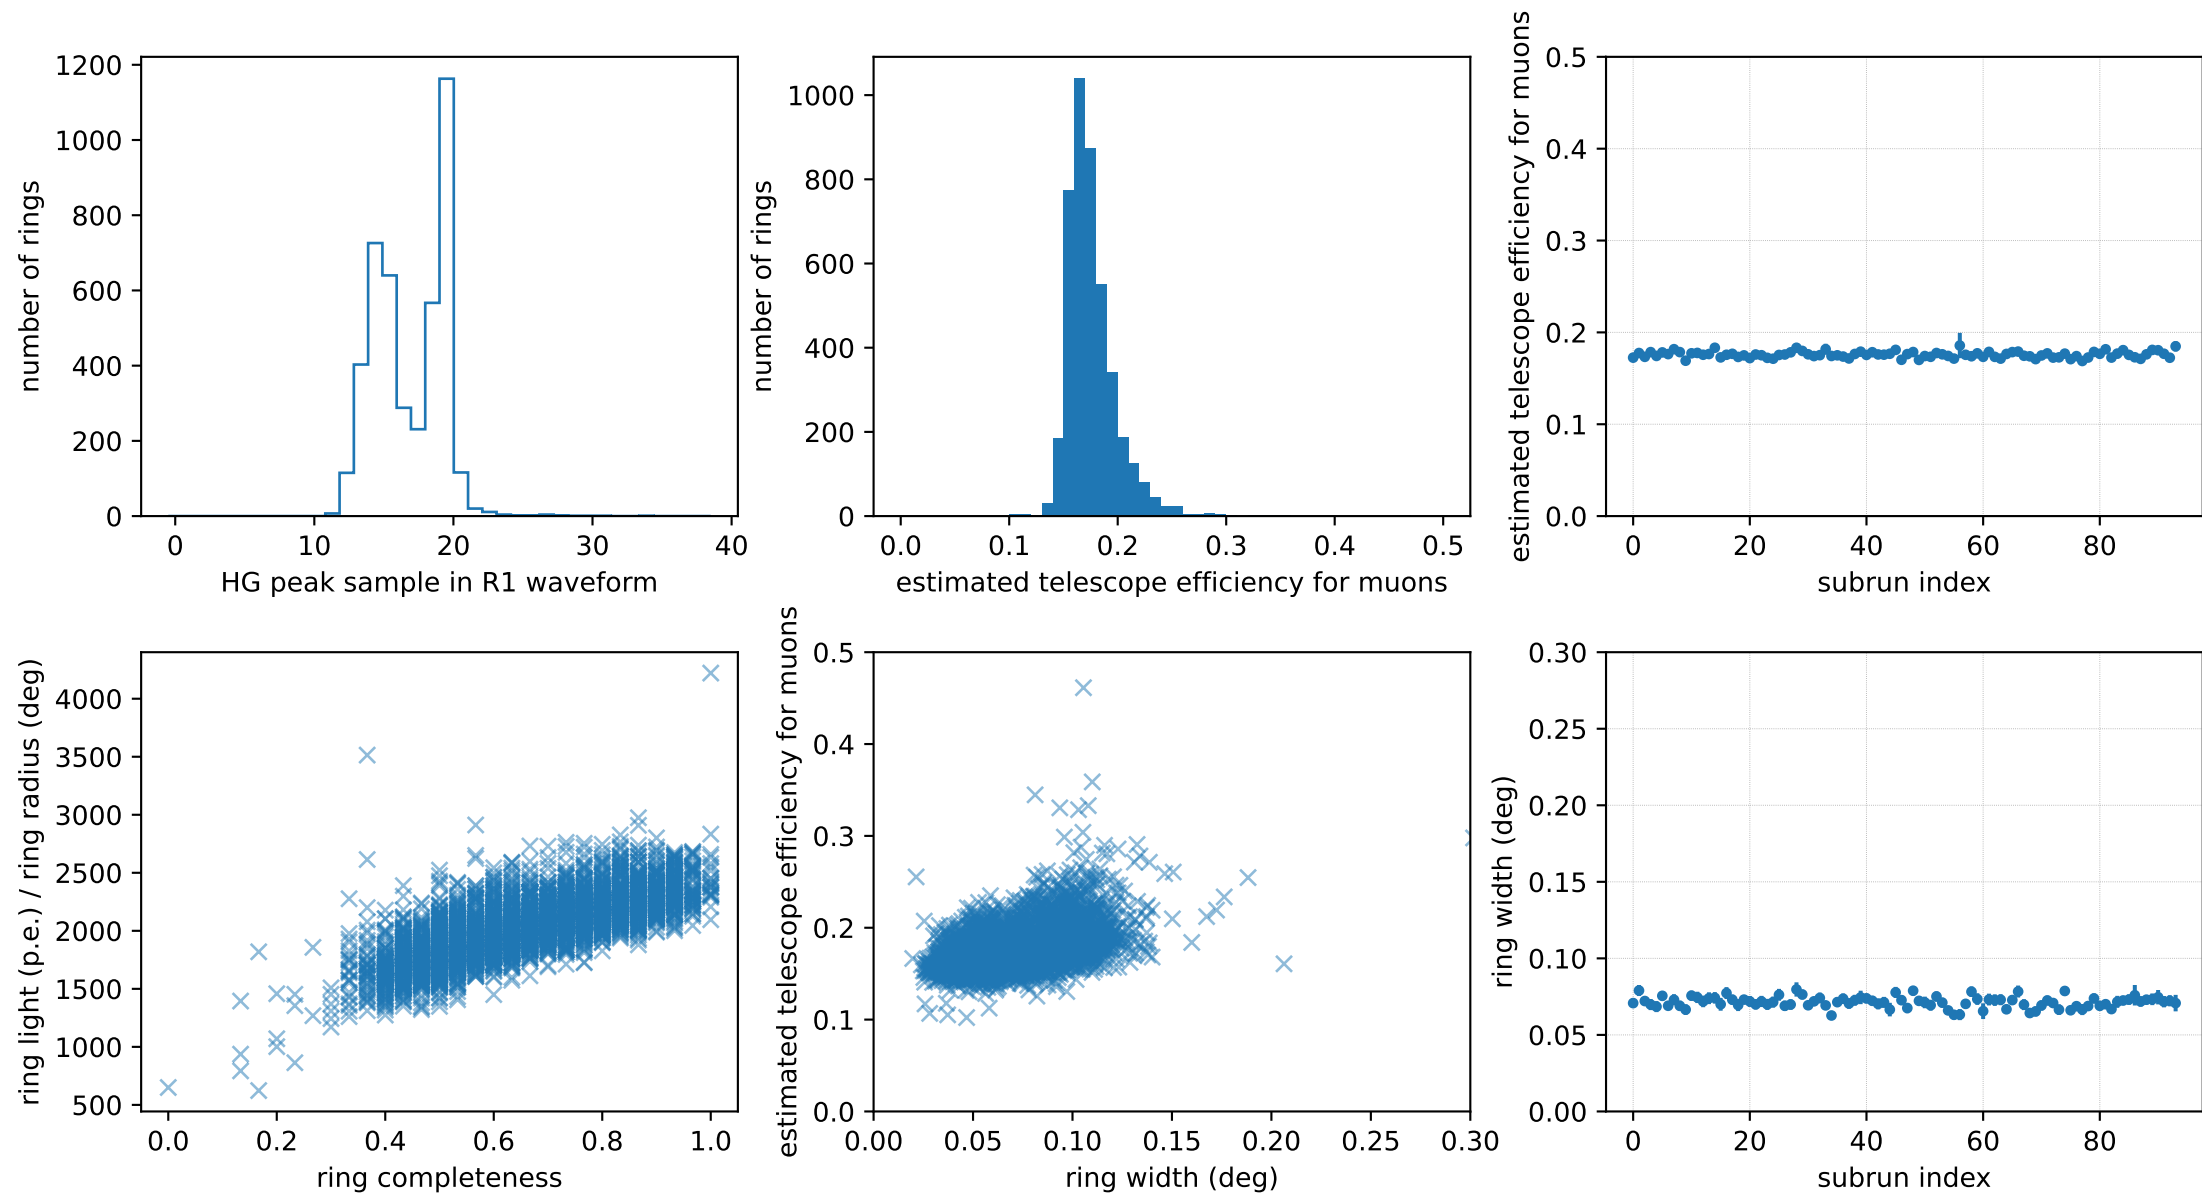 number of rings
1200
1000
800
600
400
200
0
0 10 20 30 40
HG peak sample in R1 waveform
number of rings
1000
800
600
400
200
0
0.0 0.1 0.2 0.3 0.4 0.5
estimated telescope efficiency for muons
estimated telescope efficiency for muons
0.5
0.4
0.3
0.2
0.1
0.0
0 20 40 60 80
subrun index
ring light (p.e.) / ring radius (deg)
4000
3500
3000
2500
2000
1500
1000
500
0.0 0.2 0.4 0.6 0.8 1.0
ring completeness
estimated telescope efficiency for muons
0.5
0.4
0.3
0.2
0.1
0.0
0.00 0.05 0.10 0.15 0.20 0.25 0.30
ring width (deg)
ring width (deg)
0.30
0.25
0.20
0.15
0.10
0.05
0.00
0 20 40 60 80
subrun index